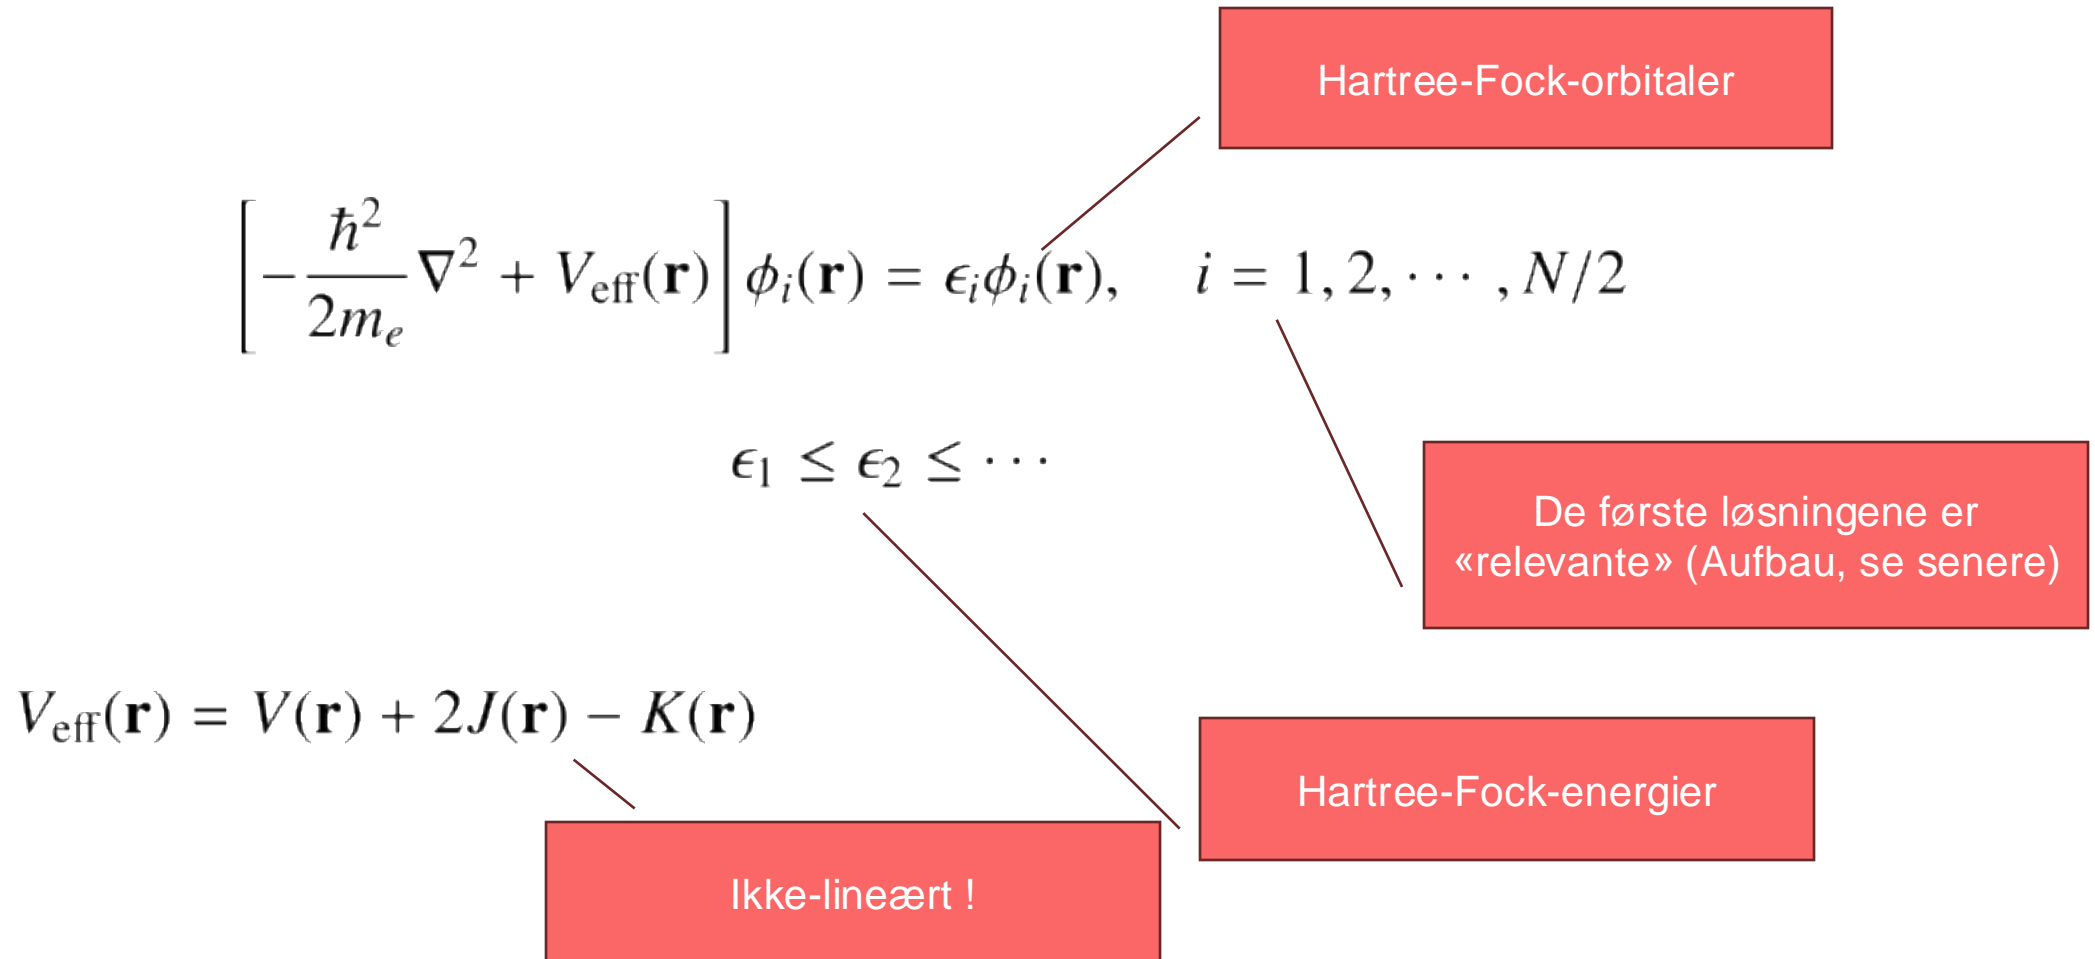 Hartree-Fock-orbitaler
[−ħ²/2mₑ ∇² + V_eff(𝐫)] ϕᵢ(𝐫) = ϵᵢϕᵢ(𝐫), i = 1, 2, ⋯ , N/2
ϵ₁ ≤ ϵ₂ ≤ ⋯
De første løsningene er
«relevante» (Aufbau, se senere)
V_eff(𝐫) = V(𝐫) + 2J(𝐫) − K(𝐫)
Hartree-Fock-energier
Ikke-lineært !